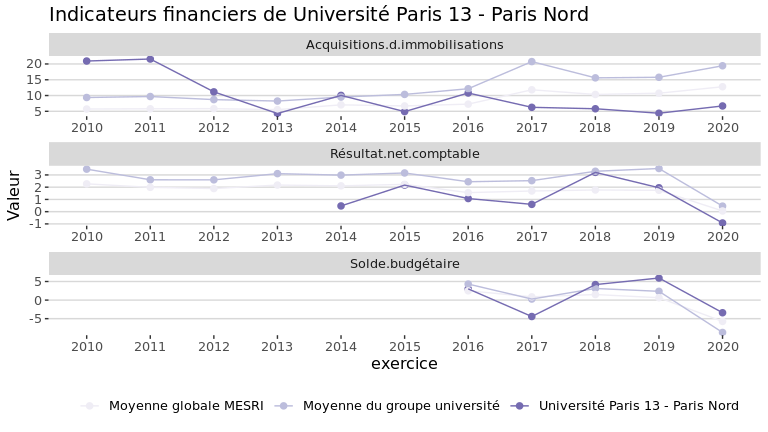 Indicateurs financiers de Université Paris 13 - Paris Nord
Acquisitions.d.immobilisations
20
15
10
5
2010 2011 2012 2013 2014 2015 2016 2017 2018 2019 2020
Résultat.net.comptable
3
2
1
0
-1
2010 2011 2012 2013 2014 2015 2016 2017 2018 2019 2020
Solde.budgétaire
5
0
-5
2010 2011 2012 2013 2014 2015 2016 2017 2018 2019 2020
Valeur
exercice
Moyenne globale MESRI Moyenne du groupe université Université Paris 13 - Paris Nord